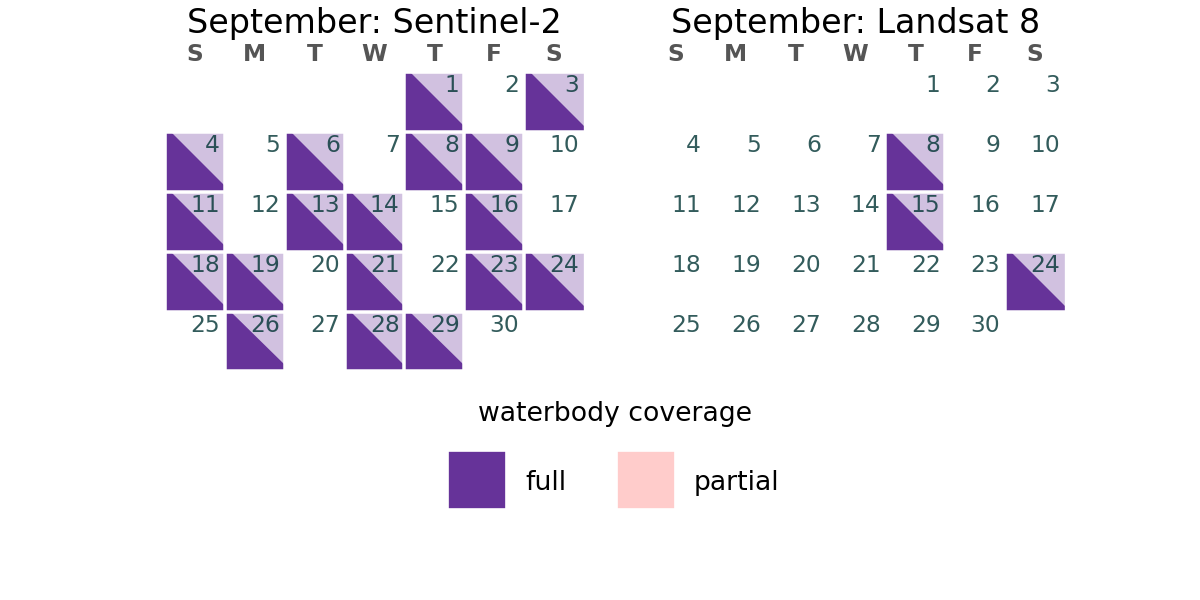 September: Sentinel-2
S M T W T F S
1 2 3
4 5 6 7 8 9 10
11 12 13 14 15 16 17
18 19 20 21 22 23 24
25 26 27 28 29 30
September: Landsat 8
S M T W T F S
1 2 3
4 5 6 7 8 9 10
11 12 13 14 15 16 17
18 19 20 21 22 23 24
25 26 27 28 29 30
waterbody coverage
full partial